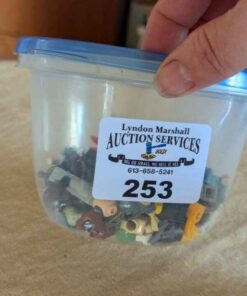 Lyndon Marshall
AUCTION SERVICES
613-658-5241
253